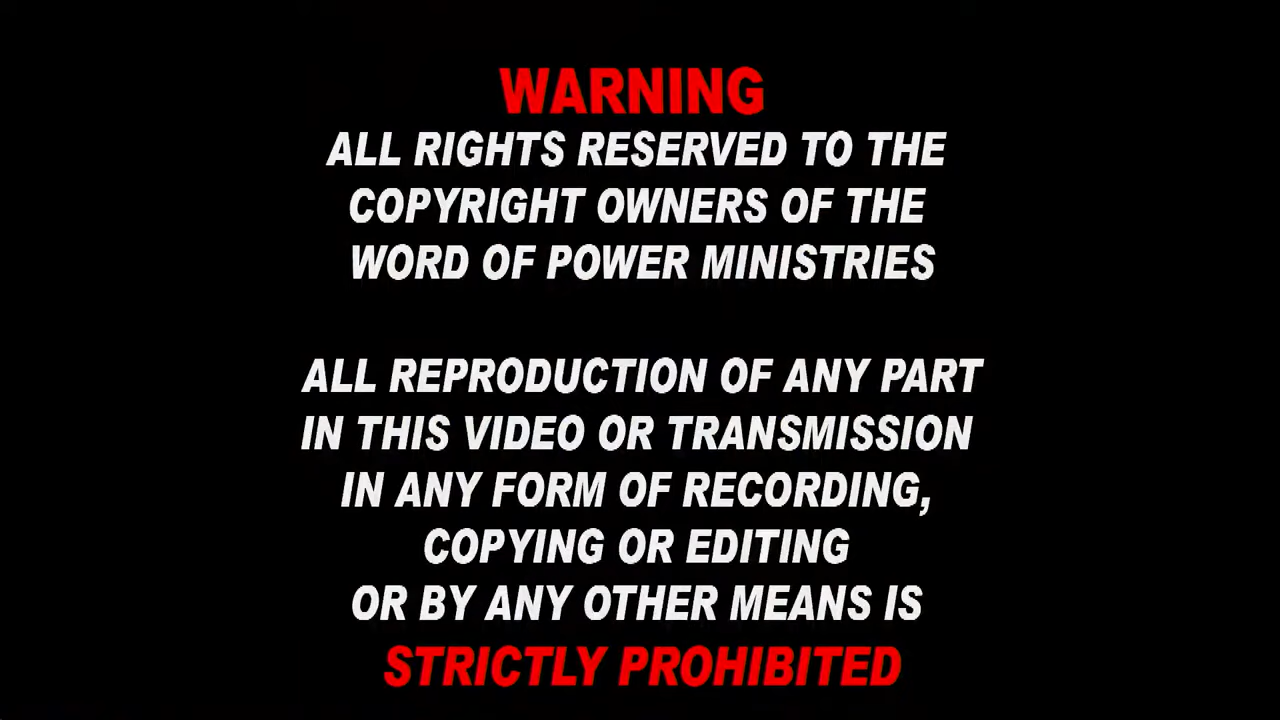 WARNING
ALL RIGHTS RESERVED TO THE
COPYRIGHT OWNERS OF THE
WORD OF POWER MINISTRIES
ALL REPRODUCTION OF ANY PART
IN THIS VIDEO OR TRANSMISSION
IN ANY FORM OF RECORDING,
COPYING OR EDITING
OR BY ANY OTHER MEANS IS
STRICTLY PROHIBITED